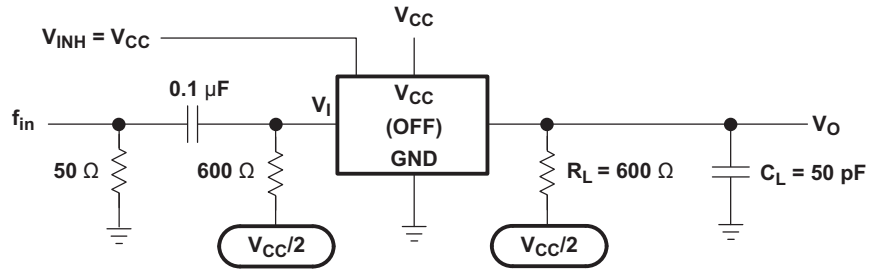 V_CC
V_INH = V_CC
0.1 µF
V_I
V_CC
f_in
(OFF)
V_O
GND
50 Ω
600 Ω
R_L = 600 Ω
C_L = 50 pF
V_CC/2
V_CC/2